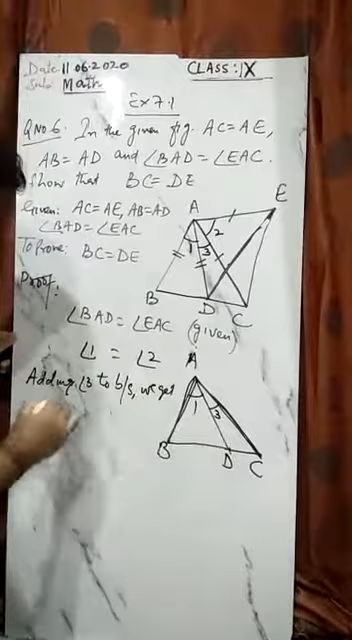 Date: 11.06.2020
CLASS: IX
Sub: Math
Ex 7.1
Q No 6. In the given fig. AC = AE,
AB = AD and ∠BAD = ∠EAC.
Show that BC = DE
Given: AC = AE, AB = AD
∠BAD = ∠EAC
To Prove: BC = DE
A
E
1
2
3
B
D
C
Proof:
∠BAD = ∠EAC (given)
∠1 = ∠2
Adding ∠3 to b/s, we get
A
1
3
B
D
C